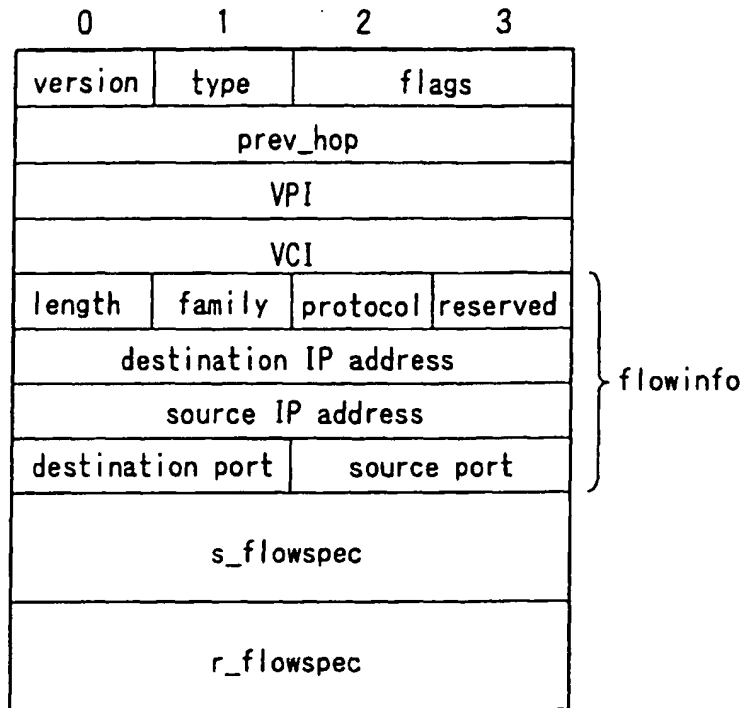 0 1 2 3
version type flags
prev_hop
VPI
VCI
length family protocol reserved
destination IP address
source IP address
flowinfo
destination port source port
s_flowspec
r_flowspec